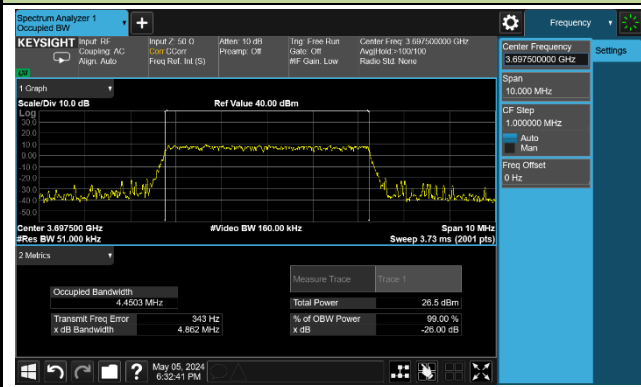 Spectrum Analyzer 1
Occupied BW
+
Frequency
KEYSIGHT
Input: RF
Coupling: AC
Align: Auto
Input Z: 50 Ω
Corr CCorr
Freq Ref: Int (S)
Atten: 10 dB
Preamp: Off
Trig: Free Run
Gate: Off
#IF Gain: Low
Center Freq: 3.697500000 GHz
Avg|Hold:>100/100
Radio Std: None
Center Frequency
3.697500000 GHz
Settings
Span
10.000 MHz
CF Step
1.000000 MHz
Auto
Man
Freq Offset
0 Hz
1 Graph
Scale/Div 10.0 dB
Ref Value 40.00 dBm
Log
30.0
20.0
10.0
0.00
-10.0
-20.0
-30.0
-40.0
-50.0
Center 3.697500 GHz
#Video BW 160.00 kHz
Span 10 MHz
#Res BW 51.000 kHz
Sweep 3.73 ms (2001 pts)
2 Metrics
Measure Trace
Trace 1
Occupied Bandwidth
4.4503 MHz
Total Power
26.5 dBm
Transmit Freq Error
343 Hz
% of OBW Power
99.00 %
x dB Bandwidth
4.862 MHz
x dB
-26.00 dB
?
May 05, 2024
6:32:41 PM